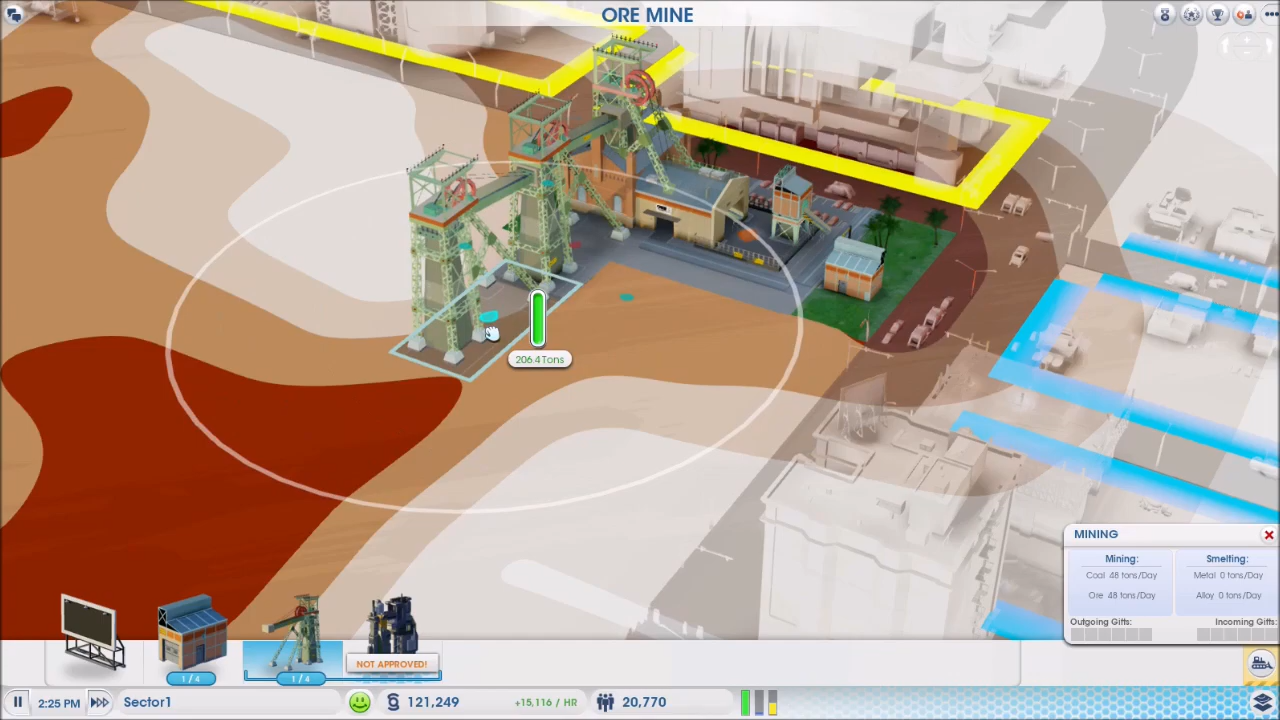 ORE MINE
206.4 Tons
MINING
Mining:
Coal 48 tons/Day
Ore 48 tons/Day
Smelting:
Metal 0 tons/Day
Alloy 0 tons/Day
Outgoing Gifts:
Incoming Gifts:
NOT APPROVED!
1 / 4
1 / 4
2:25 PM
Sector1
121,249
+15,116 / HR
20,770